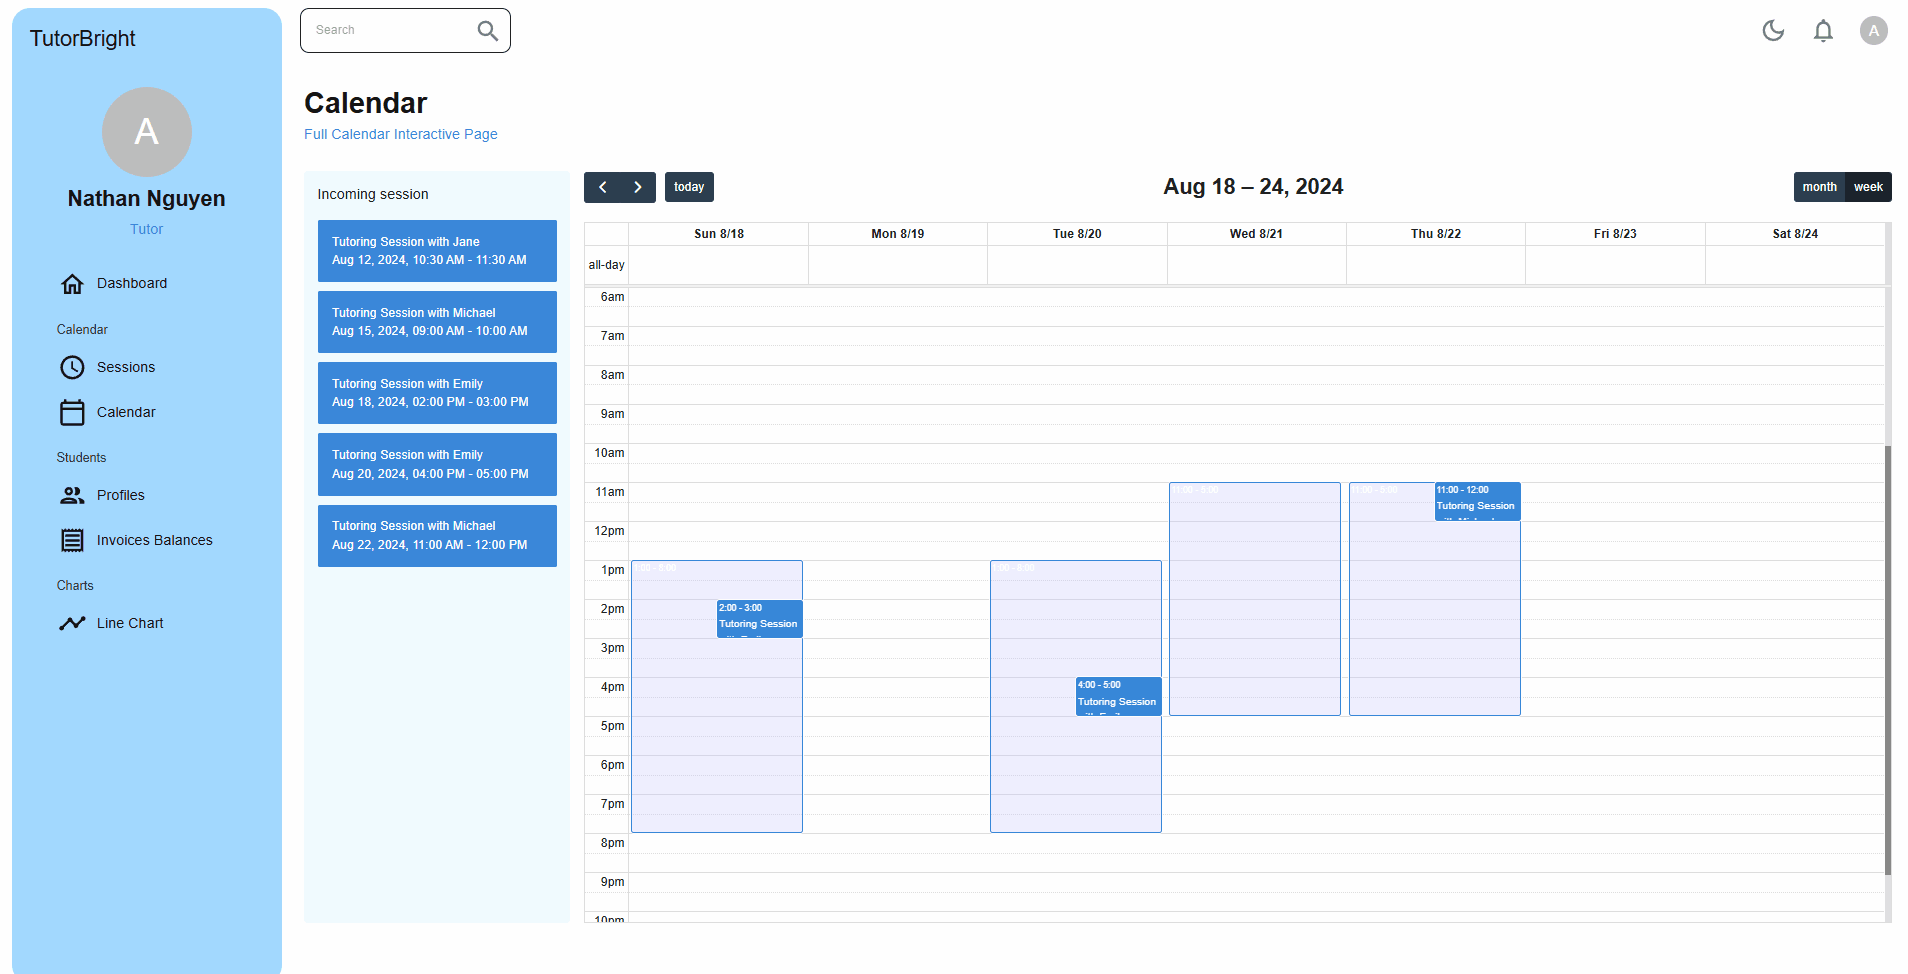 TutorBright
A
Nathan Nguyen
Tutor
Dashboard
Calendar
Sessions
Calendar
Students
Profiles
Invoices Balances
Charts
Line Chart
Search
A
Calendar
Full Calendar Interactive Page
Incoming session
Tutoring Session with Jane
Aug 12, 2024, 10:30 AM - 11:30 AM
Tutoring Session with Michael
Aug 15, 2024, 09:00 AM - 10:00 AM
Tutoring Session with Emily
Aug 18, 2024, 02:00 PM - 03:00 PM
Tutoring Session with Emily
Aug 20, 2024, 04:00 PM - 05:00 PM
Tutoring Session with Michael
Aug 22, 2024, 11:00 AM - 12:00 PM
today
Aug 18 – 24, 2024
month week
Sun 8/18 Mon 8/19 Tue 8/20 Wed 8/21 Thu 8/22 Fri 8/23 Sat 8/24
all-day
6am
7am
8am
9am
10am
11am
11:00 - 12:00
Tutoring Session
12pm
1pm
2pm
2:00 - 3:00
Tutoring Session
3pm
4pm
4:00 - 5:00
Tutoring Session
5pm
6pm
7pm
8pm
9pm
10pm